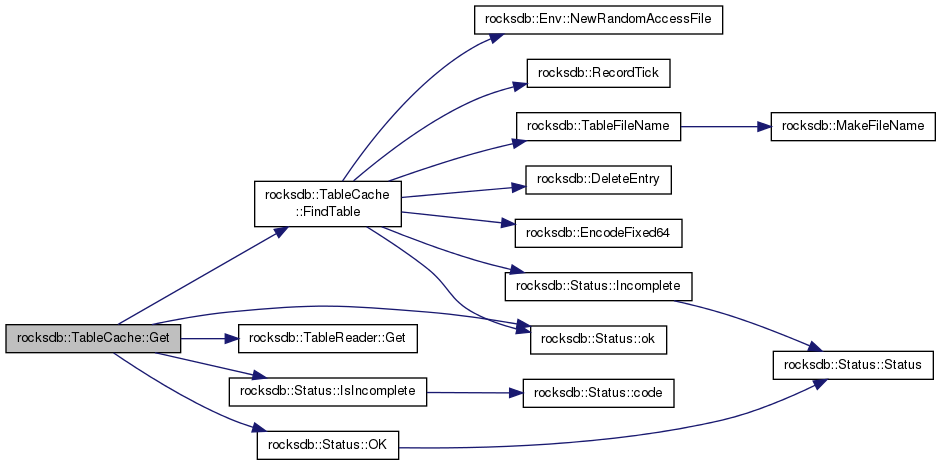 rocksdb::Env::NewRandomAccessFile
rocksdb::RecordTick
rocksdb::TableFileName
rocksdb::MakeFileName
rocksdb::DeleteEntry
rocksdb::TableCache
::FindTable
rocksdb::EncodeFixed64
rocksdb::Status::Incomplete
rocksdb::TableCache::Get
rocksdb::TableReader::Get
rocksdb::Status::ok
rocksdb::Status::Status
rocksdb::Status::IsIncomplete
rocksdb::Status::code
rocksdb::Status::OK